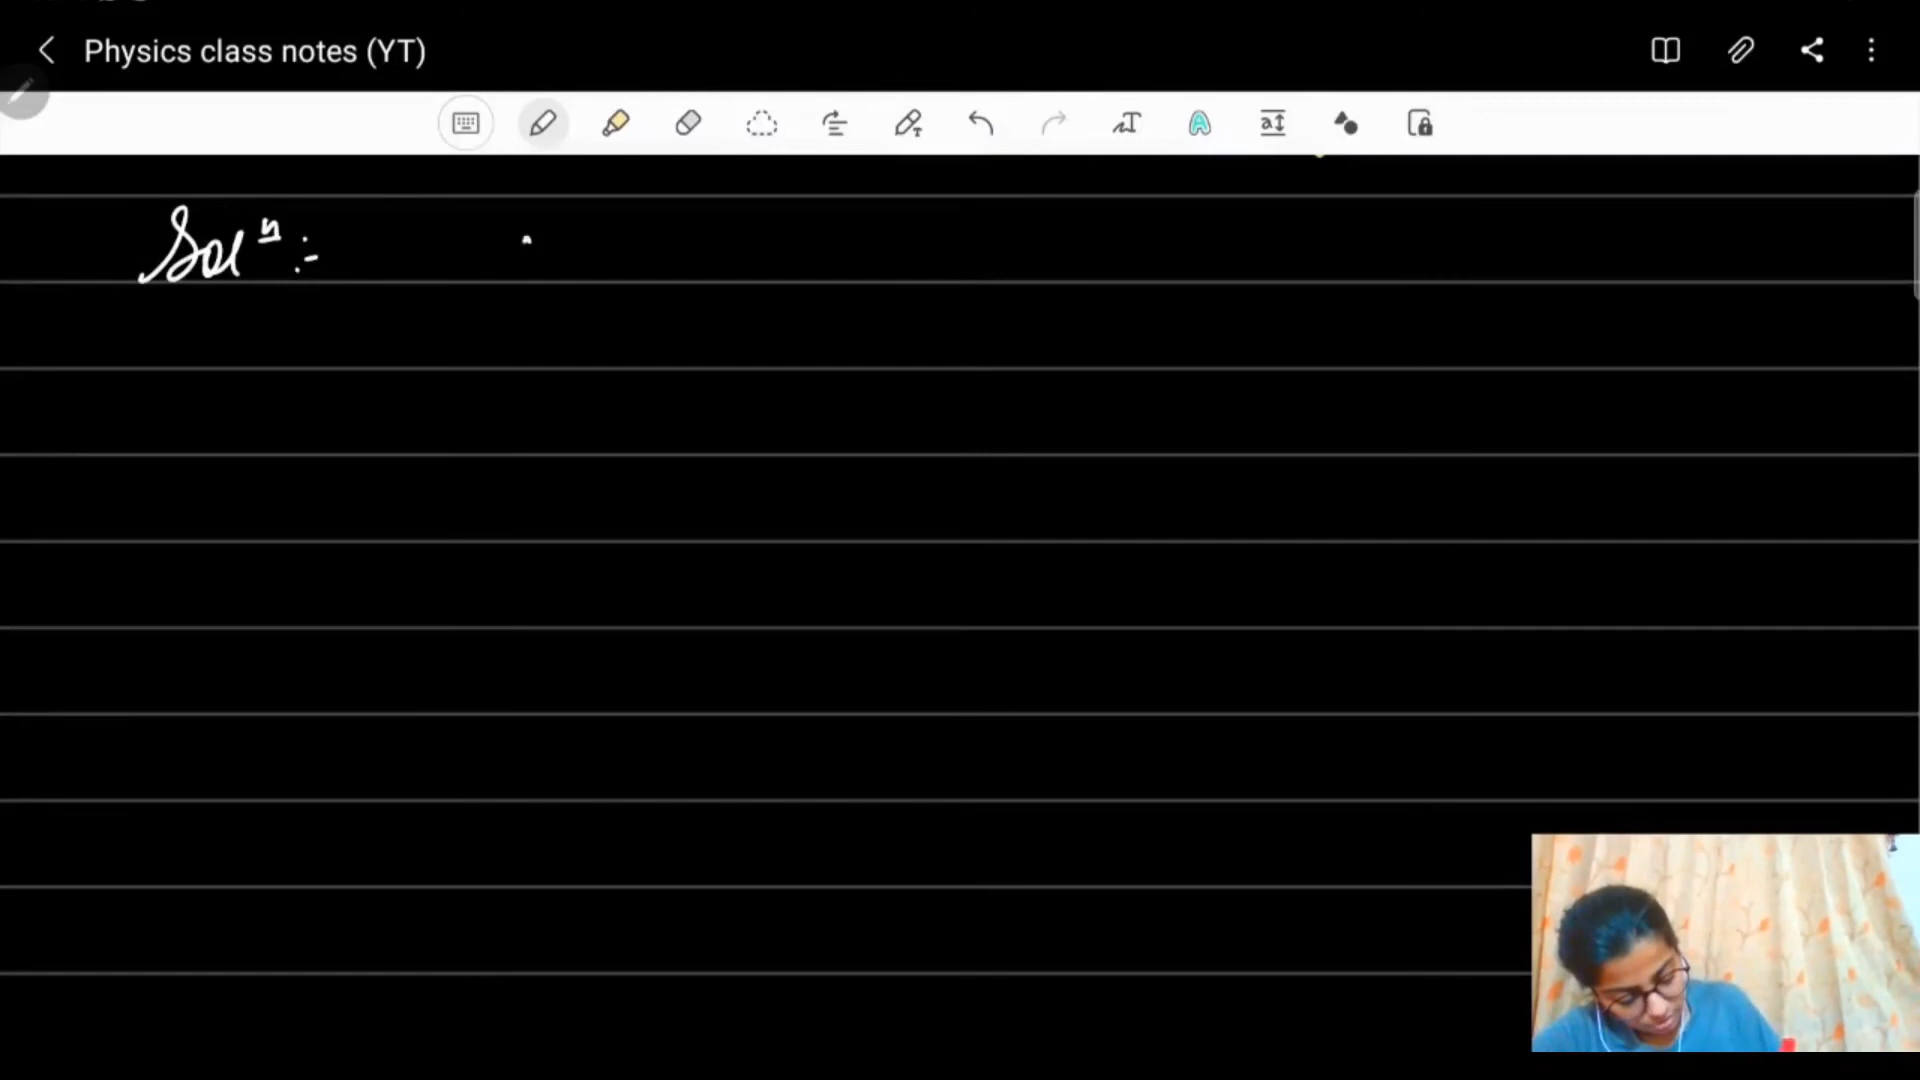 Physics class notes (YT)
Solⁿ :-